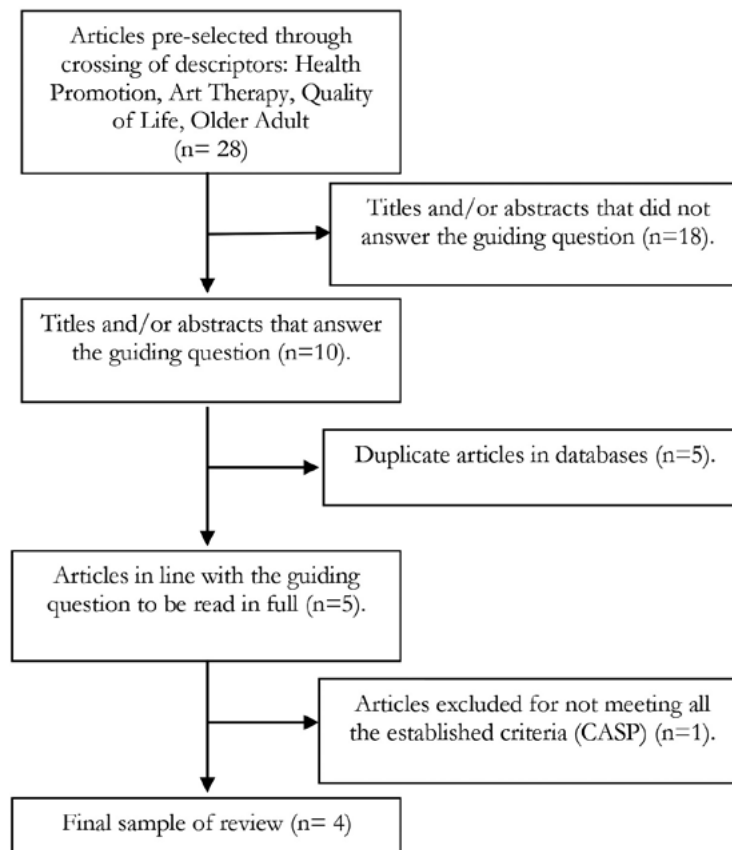 Articles pre-selected through
crossing of descriptors: Health
Promotion, Art Therapy, Quality
of Life, Older Adult
(n= 28)
Titles and/or abstracts that did not
answer the guiding question (n=18).
Titles and/or abstracts that answer
the guiding question (n=10).
Duplicate articles in databases (n=5).
Articles in line with the guiding
question to be read in full (n=5).
Articles excluded for not meeting all
the established criteria (CASP) (n=1).
Final sample of review (n= 4)